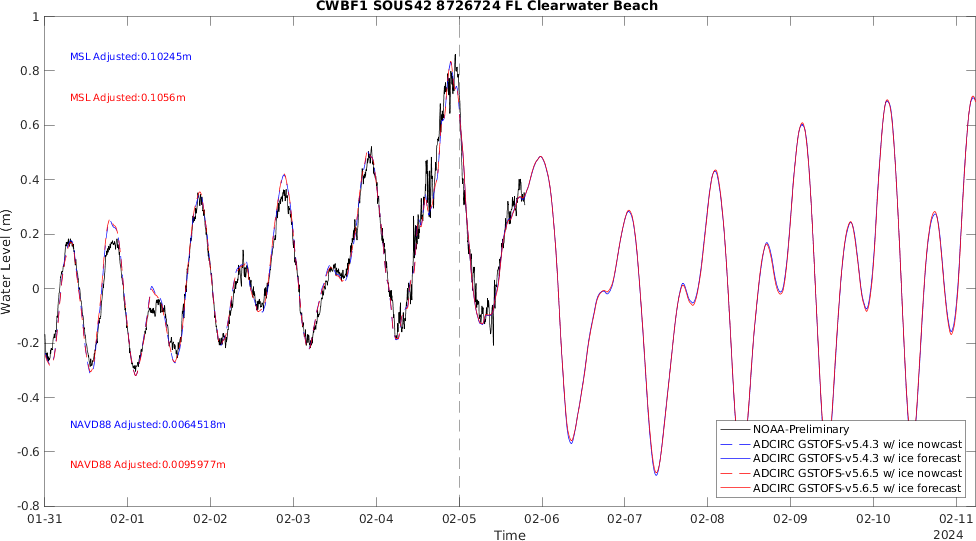 CWBF1 SOUS42 8726724 FL Clearwater Beach
1
0.8
0.6
0.4
0.2
0
-0.2
-0.4
-0.6
-0.8
Water Level (m)
MSL Adjusted:0.10245m
MSL Adjusted:0.1056m
NAVD88 Adjusted:0.0064518m
NAVD88 Adjusted:0.0095977m
NOAA-Preliminary
ADCIRC GSTOFS-v5.4.3 w/ ice nowcast
ADCIRC GSTOFS-v5.4.3 w/ ice forecast
ADCIRC GSTOFS-v5.6.5 w/ ice nowcast
ADCIRC GSTOFS-v5.6.5 w/ ice forecast
01-31 02-01 02-02 02-03 02-04 02-05 02-06 02-07 02-08 02-09 02-10 02-11
Time
2024